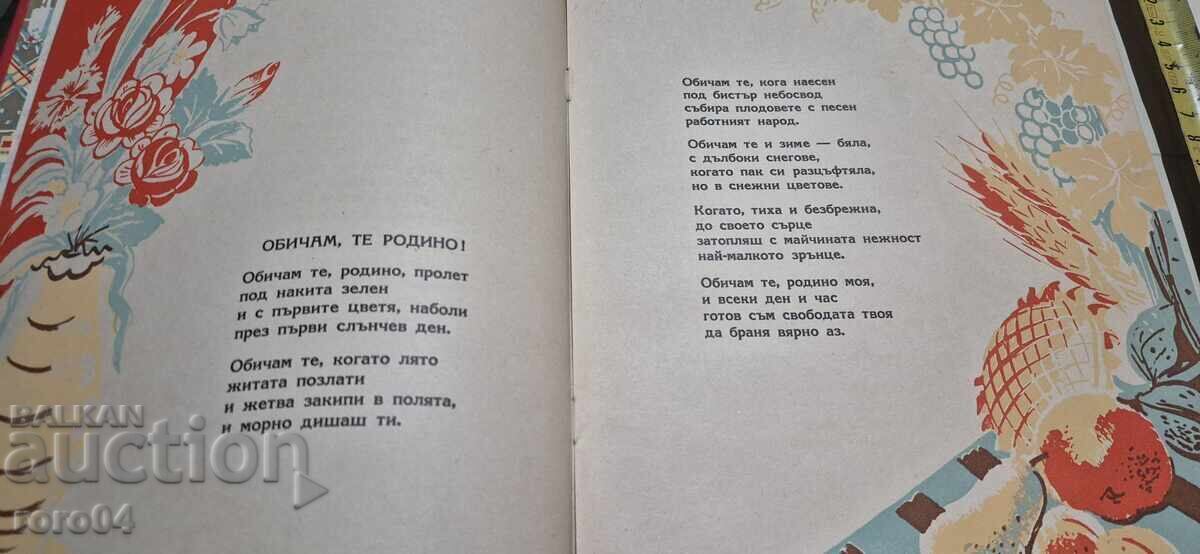 ОБИЧАМ, ТЕ РОДИНО!
Обичам те, родино, пролет
под накита зелен
и с първите цветя, наболи
през първи слънчев ден.
Обичам те, когато лято
житата позлати
и жетва закипи в полята,
и морно дишаш ти.
Обичам те, кога наесен
под бистър небосвод
събира плодовете с песен
работният народ.
Обичам те и зиме — бяла,
с дълбоки снегове,
когато пак си разцъфтяла,
но в снежни цветове.
Когато, тиха и безбрежна,
до своето сърце
затопляш с майчината нежност
най-малкото зрънце.
Обичам те, родино моя,
и всеки ден и час
готов съм свободата твоя
да браня вярно аз.
BALKAN
auction
roro04